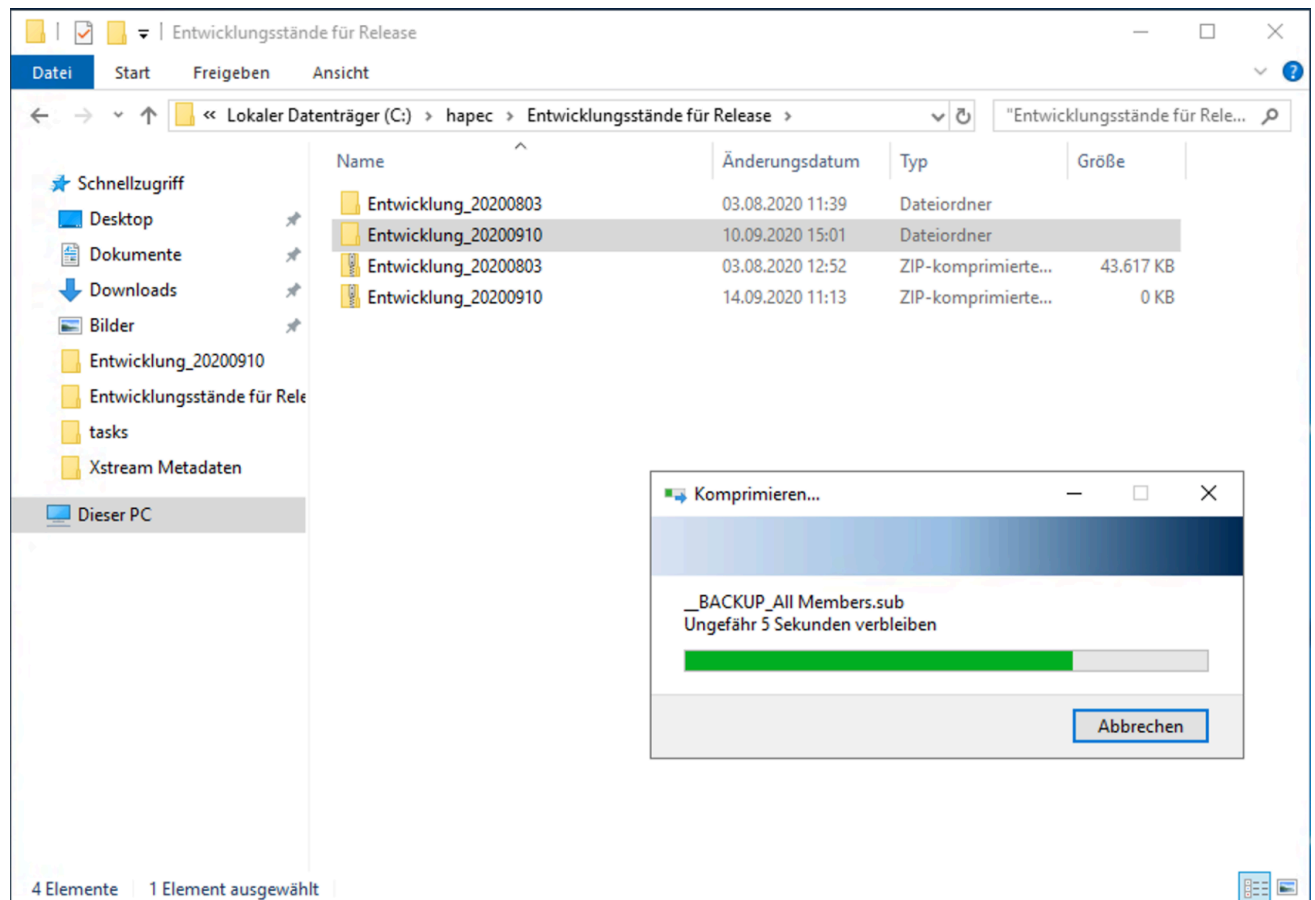 Entwicklungsstände für Release
Datei Start Freigeben Ansicht
« Lokaler Datenträger (C:) › hapec › Entwicklungsstände für Release ›
"Entwicklungsstände für Rele...
Name Änderungsdatum Typ Größe
Schnellzugriff
Desktop
Dokumente
Downloads
Bilder
Entwicklung_20200910
Entwicklungsstände für Rele
tasks
Xstream Metadaten
Dieser PC
Entwicklung_20200803 03.08.2020 11:39 Dateiordner
Entwicklung_20200910 10.09.2020 15:01 Dateiordner
Entwicklung_20200803 03.08.2020 12:52 ZIP-komprimierte... 43.617 KB
Entwicklung_20200910 14.09.2020 11:13 ZIP-komprimierte... 0 KB
Komprimieren...
__BACKUP_All Members.sub
Ungefähr 5 Sekunden verbleiben
Abbrechen
4 Elemente 1 Element ausgewählt